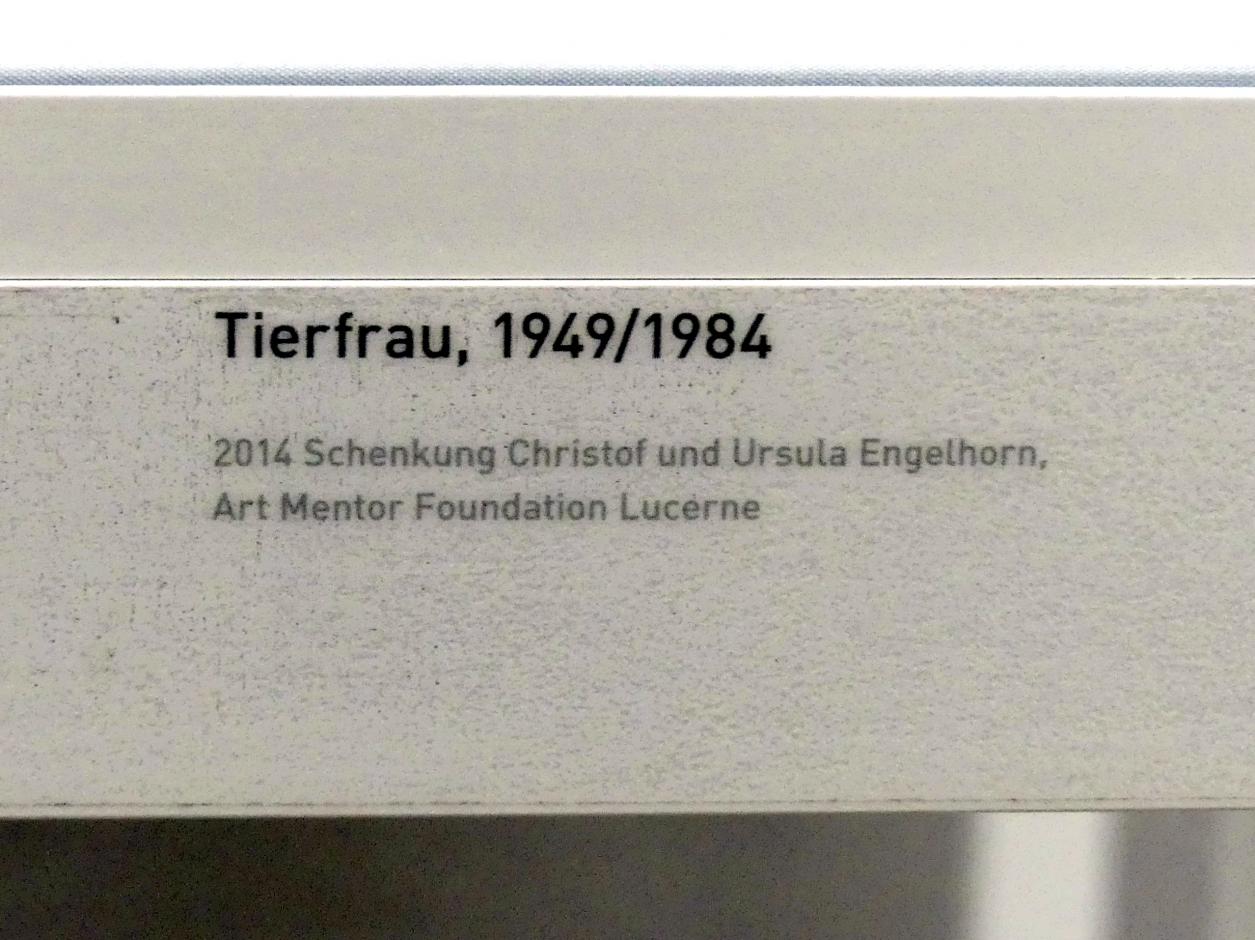 Tierfrau, 1949/1984
2014 Schenkung Christof und Ursula Engelhorn,
Art Mentor Foundation Lucerne